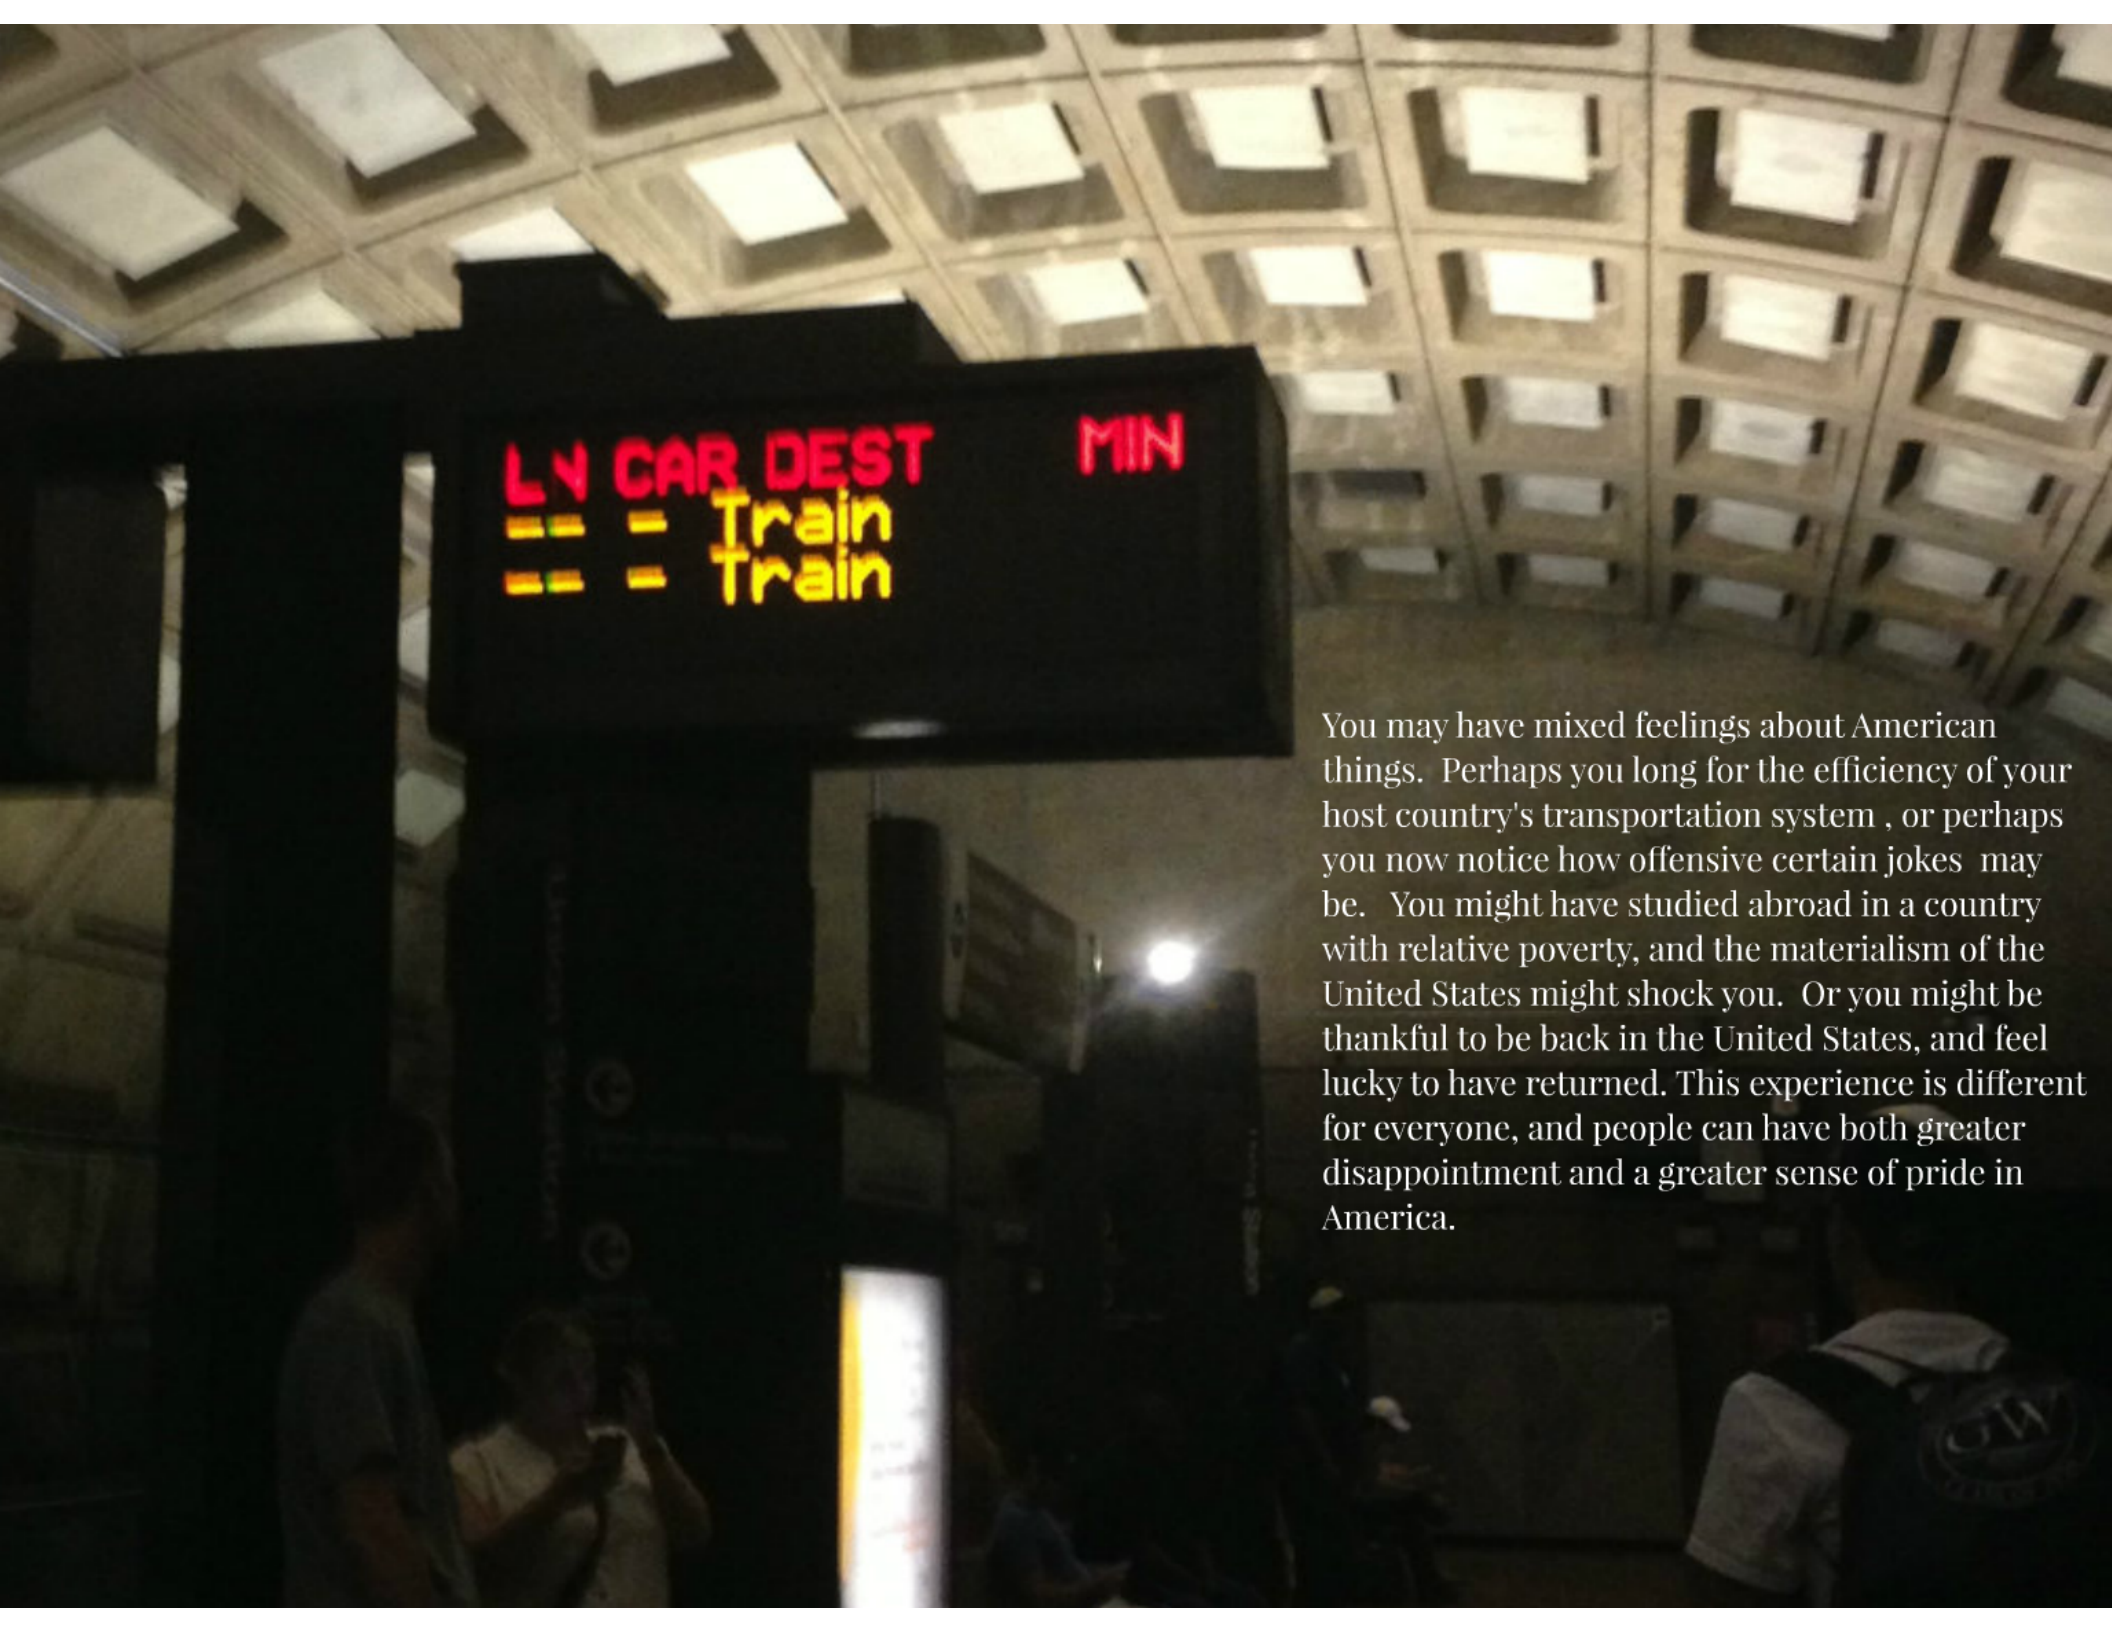 LN CAR DEST MIN
-- - Train
-- - Train
You may have mixed feelings about American
things.  Perhaps you long for the efficiency of your
host country's transportation system , or perhaps
you now notice how offensive certain jokes  may
be.   You might have studied abroad in a country
with relative poverty, and the materialism of the
United States might shock you.  Or you might be
thankful to be back in the United States, and feel
lucky to have returned. This experience is different
for everyone, and people can have both greater
disappointment and a greater sense of pride in
America.
GW